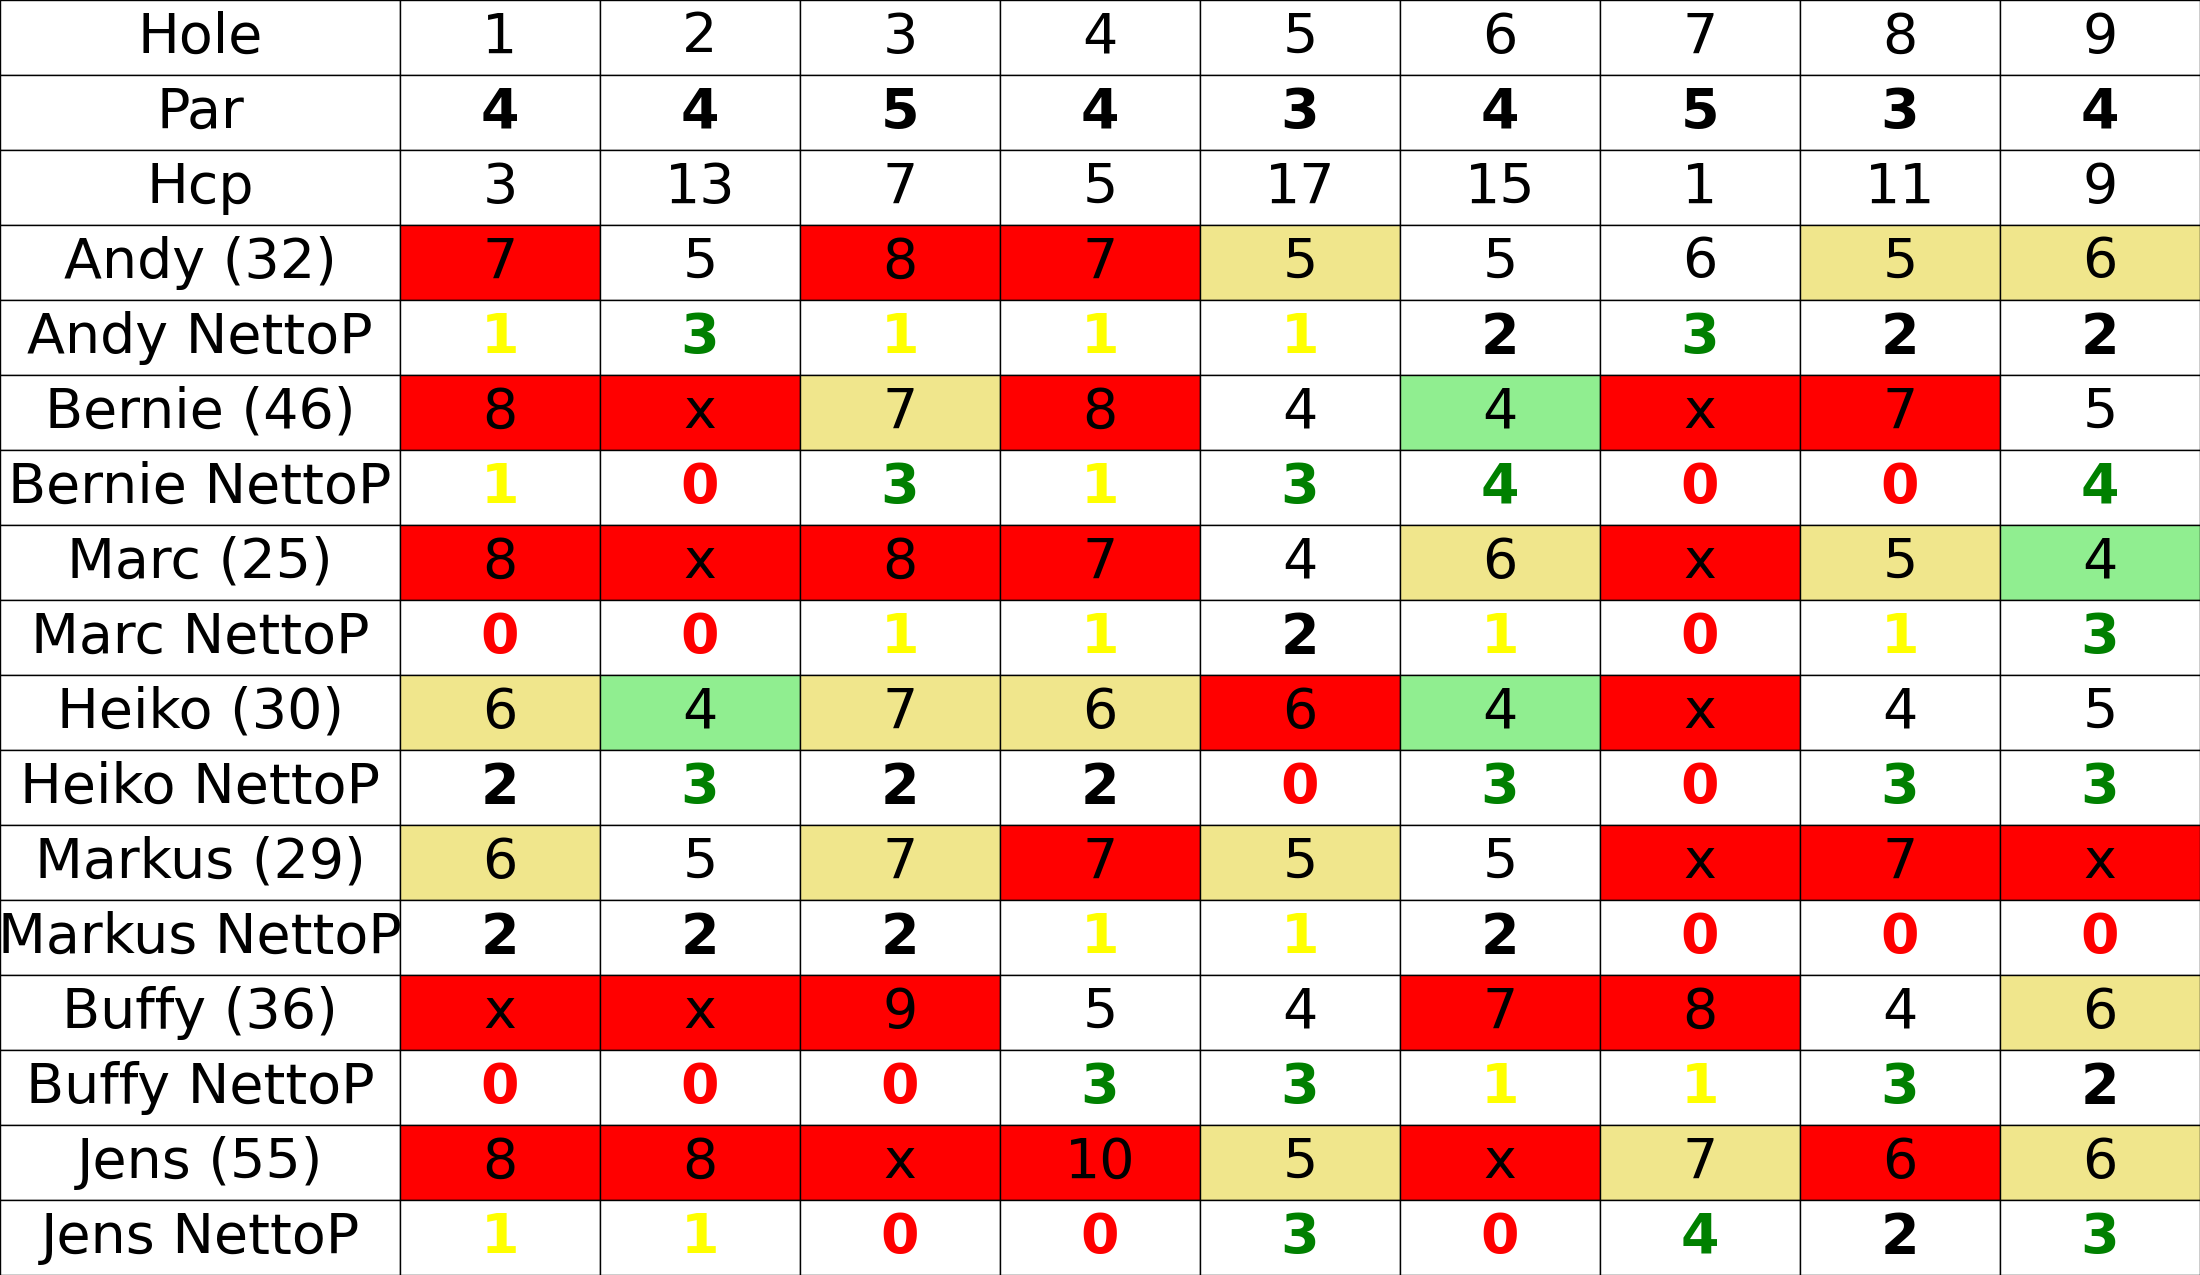 Hole 1 2 3 4 5 6 7 8 9
Par 4 4 5 4 3 4 5 3 4
Hcp 3 13 7 5 17 15 1 11 9
Andy (32) 7 5 8 7 5 5 6 5 6
Andy NettoP 1 3 1 1 1 2 3 2 2
Bernie (46) 8 x 7 8 4 4 x 7 5
Bernie NettoP 1 0 3 1 3 4 0 0 4
Marc (25) 8 x 8 7 4 6 x 5 4
Marc NettoP 0 0 1 1 2 1 0 1 3
Heiko (30) 6 4 7 6 6 4 x 4 5
Heiko NettoP 2 3 2 2 0 3 0 3 3
Markus (29) 6 5 7 7 5 5 x 7 x
Markus NettoP 2 2 2 1 1 2 0 0 0
Buffy (36) x x 9 5 4 7 8 4 6
Buffy NettoP 0 0 0 3 3 1 1 3 2
Jens (55) 8 8 x 10 5 x 7 6 6
Jens NettoP 1 1 0 0 3 0 4 2 3